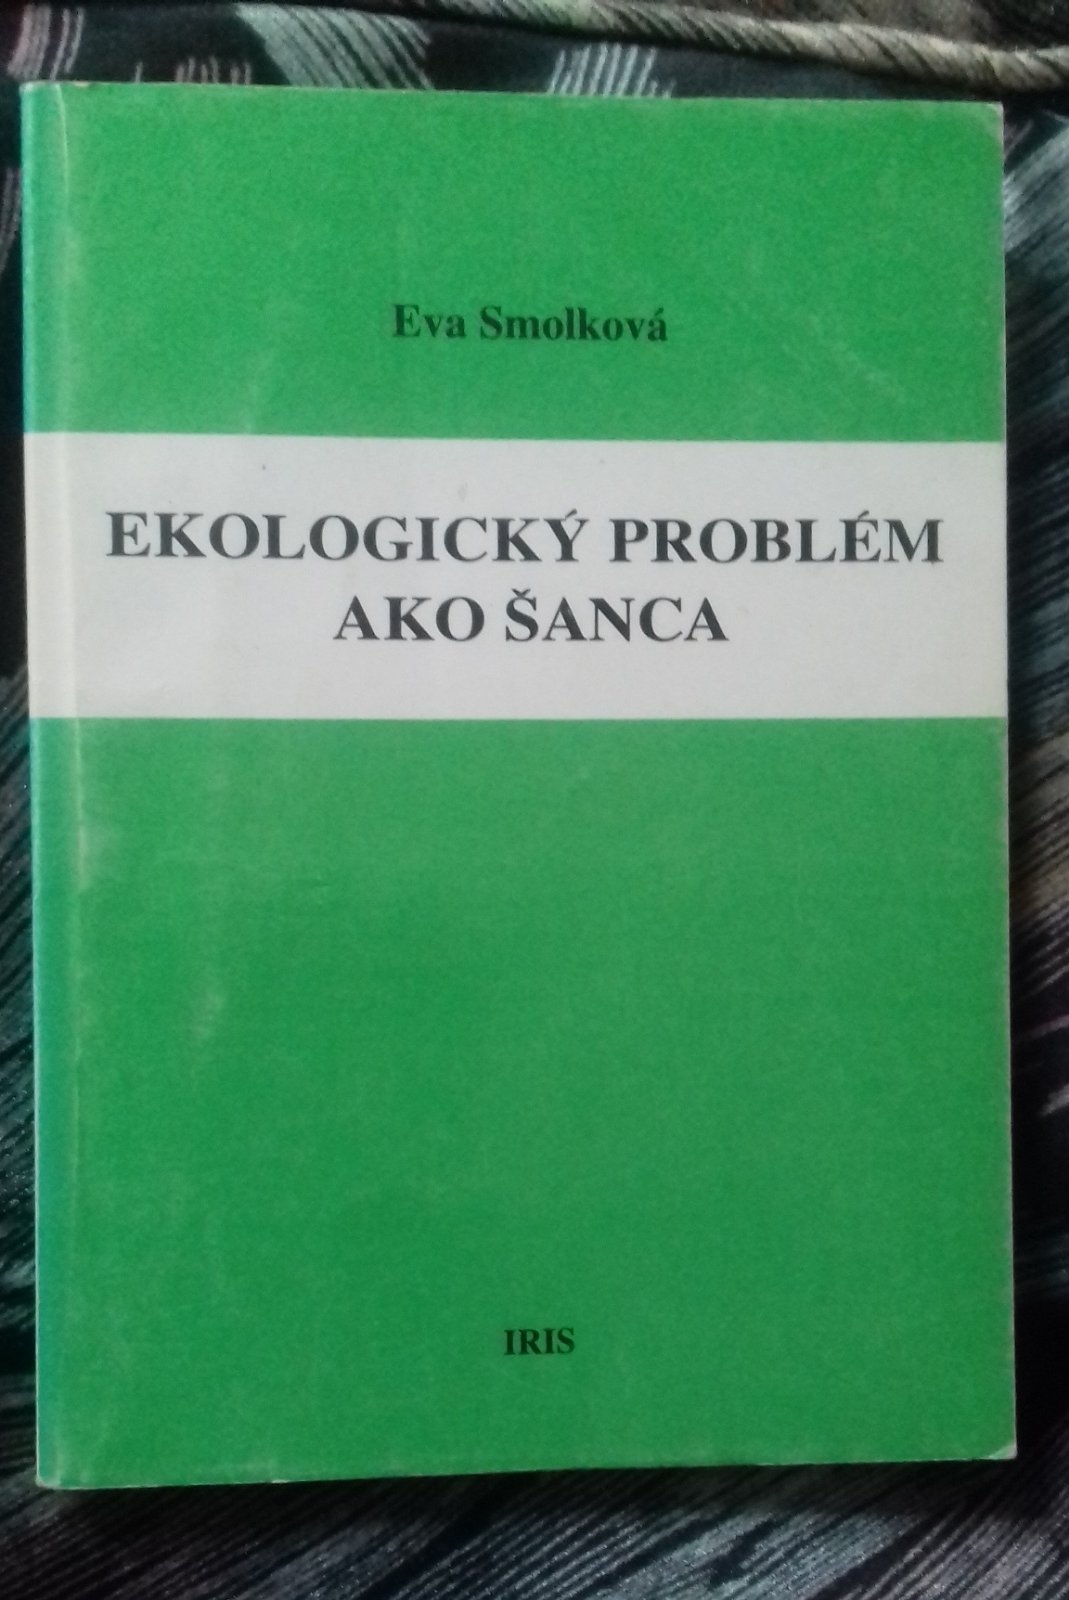 Eva Smolková
EKOLOGICKÝ PROBLÉM
AKO ŠANCA
IRIS